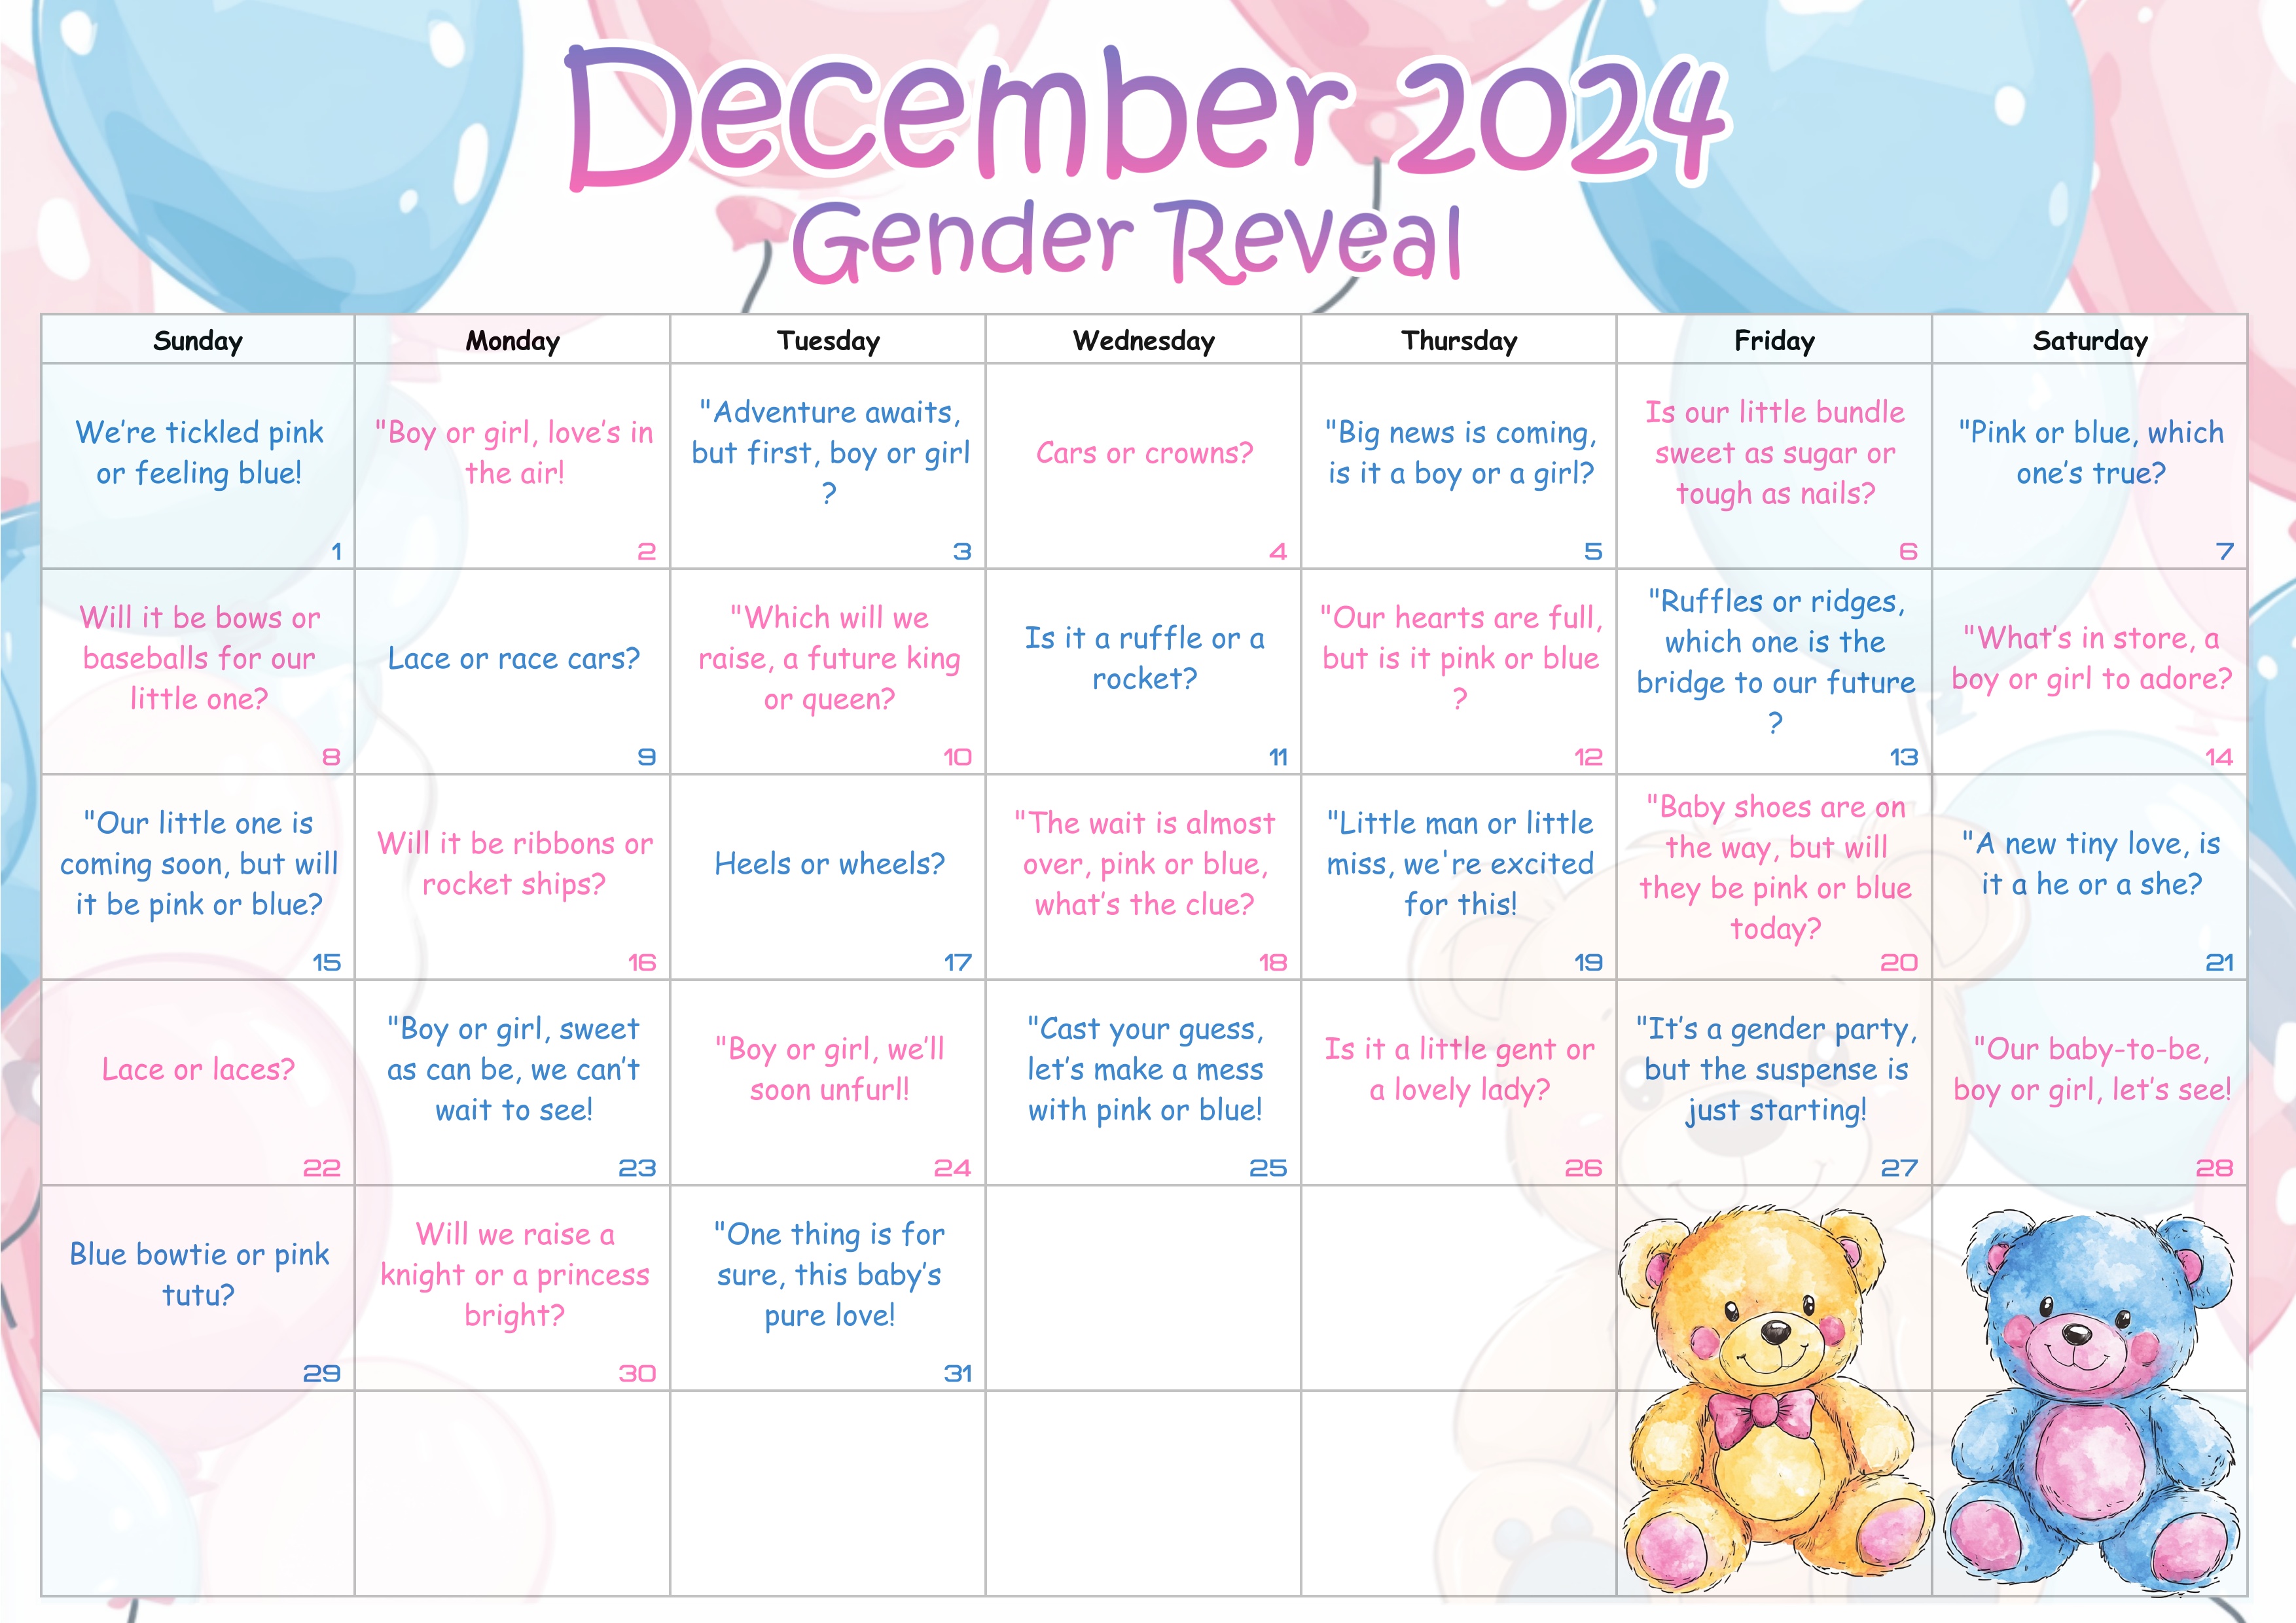 December 2024
Gender Reveal
Sunday Monday Tuesday Wednesday Thursday Friday Saturday
We’re tickled pink
or feeling blue!
1
"Boy or girl, love’s in
the air!
2
"Adventure awaits,
but first, boy or girl
?
3
Cars or crowns?
4
"Big news is coming,
is it a boy or a girl?
5
Is our little bundle
sweet as sugar or
tough as nails?
6
"Pink or blue, which
one’s true?
7
Will it be bows or
baseballs for our
little one?
8
Lace or race cars?
9
"Which will we
raise, a future king
or queen?
10
Is it a ruffle or a
rocket?
11
"Our hearts are full,
but is it pink or blue
?
12
"Ruffles or ridges,
which one is the
bridge to our future
?
13
"What’s in store, a
boy or girl to adore?
14
"Our little one is
coming soon, but will
it be pink or blue?
15
Will it be ribbons or
rocket ships?
16
Heels or wheels?
17
"The wait is almost
over, pink or blue,
what’s the clue?
18
"Little man or little
miss, we're excited
for this!
19
"Baby shoes are on
the way, but will
they be pink or blue
today?
20
"A new tiny love, is
it a he or a she?
21
Lace or laces?
22
"Boy or girl, sweet
as can be, we can’t
wait to see!
23
"Boy or girl, we’ll
soon unfurl!
24
"Cast your guess,
let’s make a mess
with pink or blue!
25
Is it a little gent or
a lovely lady?
26
"It’s a gender party,
but the suspense is
just starting!
27
"Our baby-to-be,
boy or girl, let’s see!
28
Blue bowtie or pink
tutu?
29
Will we raise a
knight or a princess
bright?
30
"One thing is for
sure, this baby’s
pure love!
31